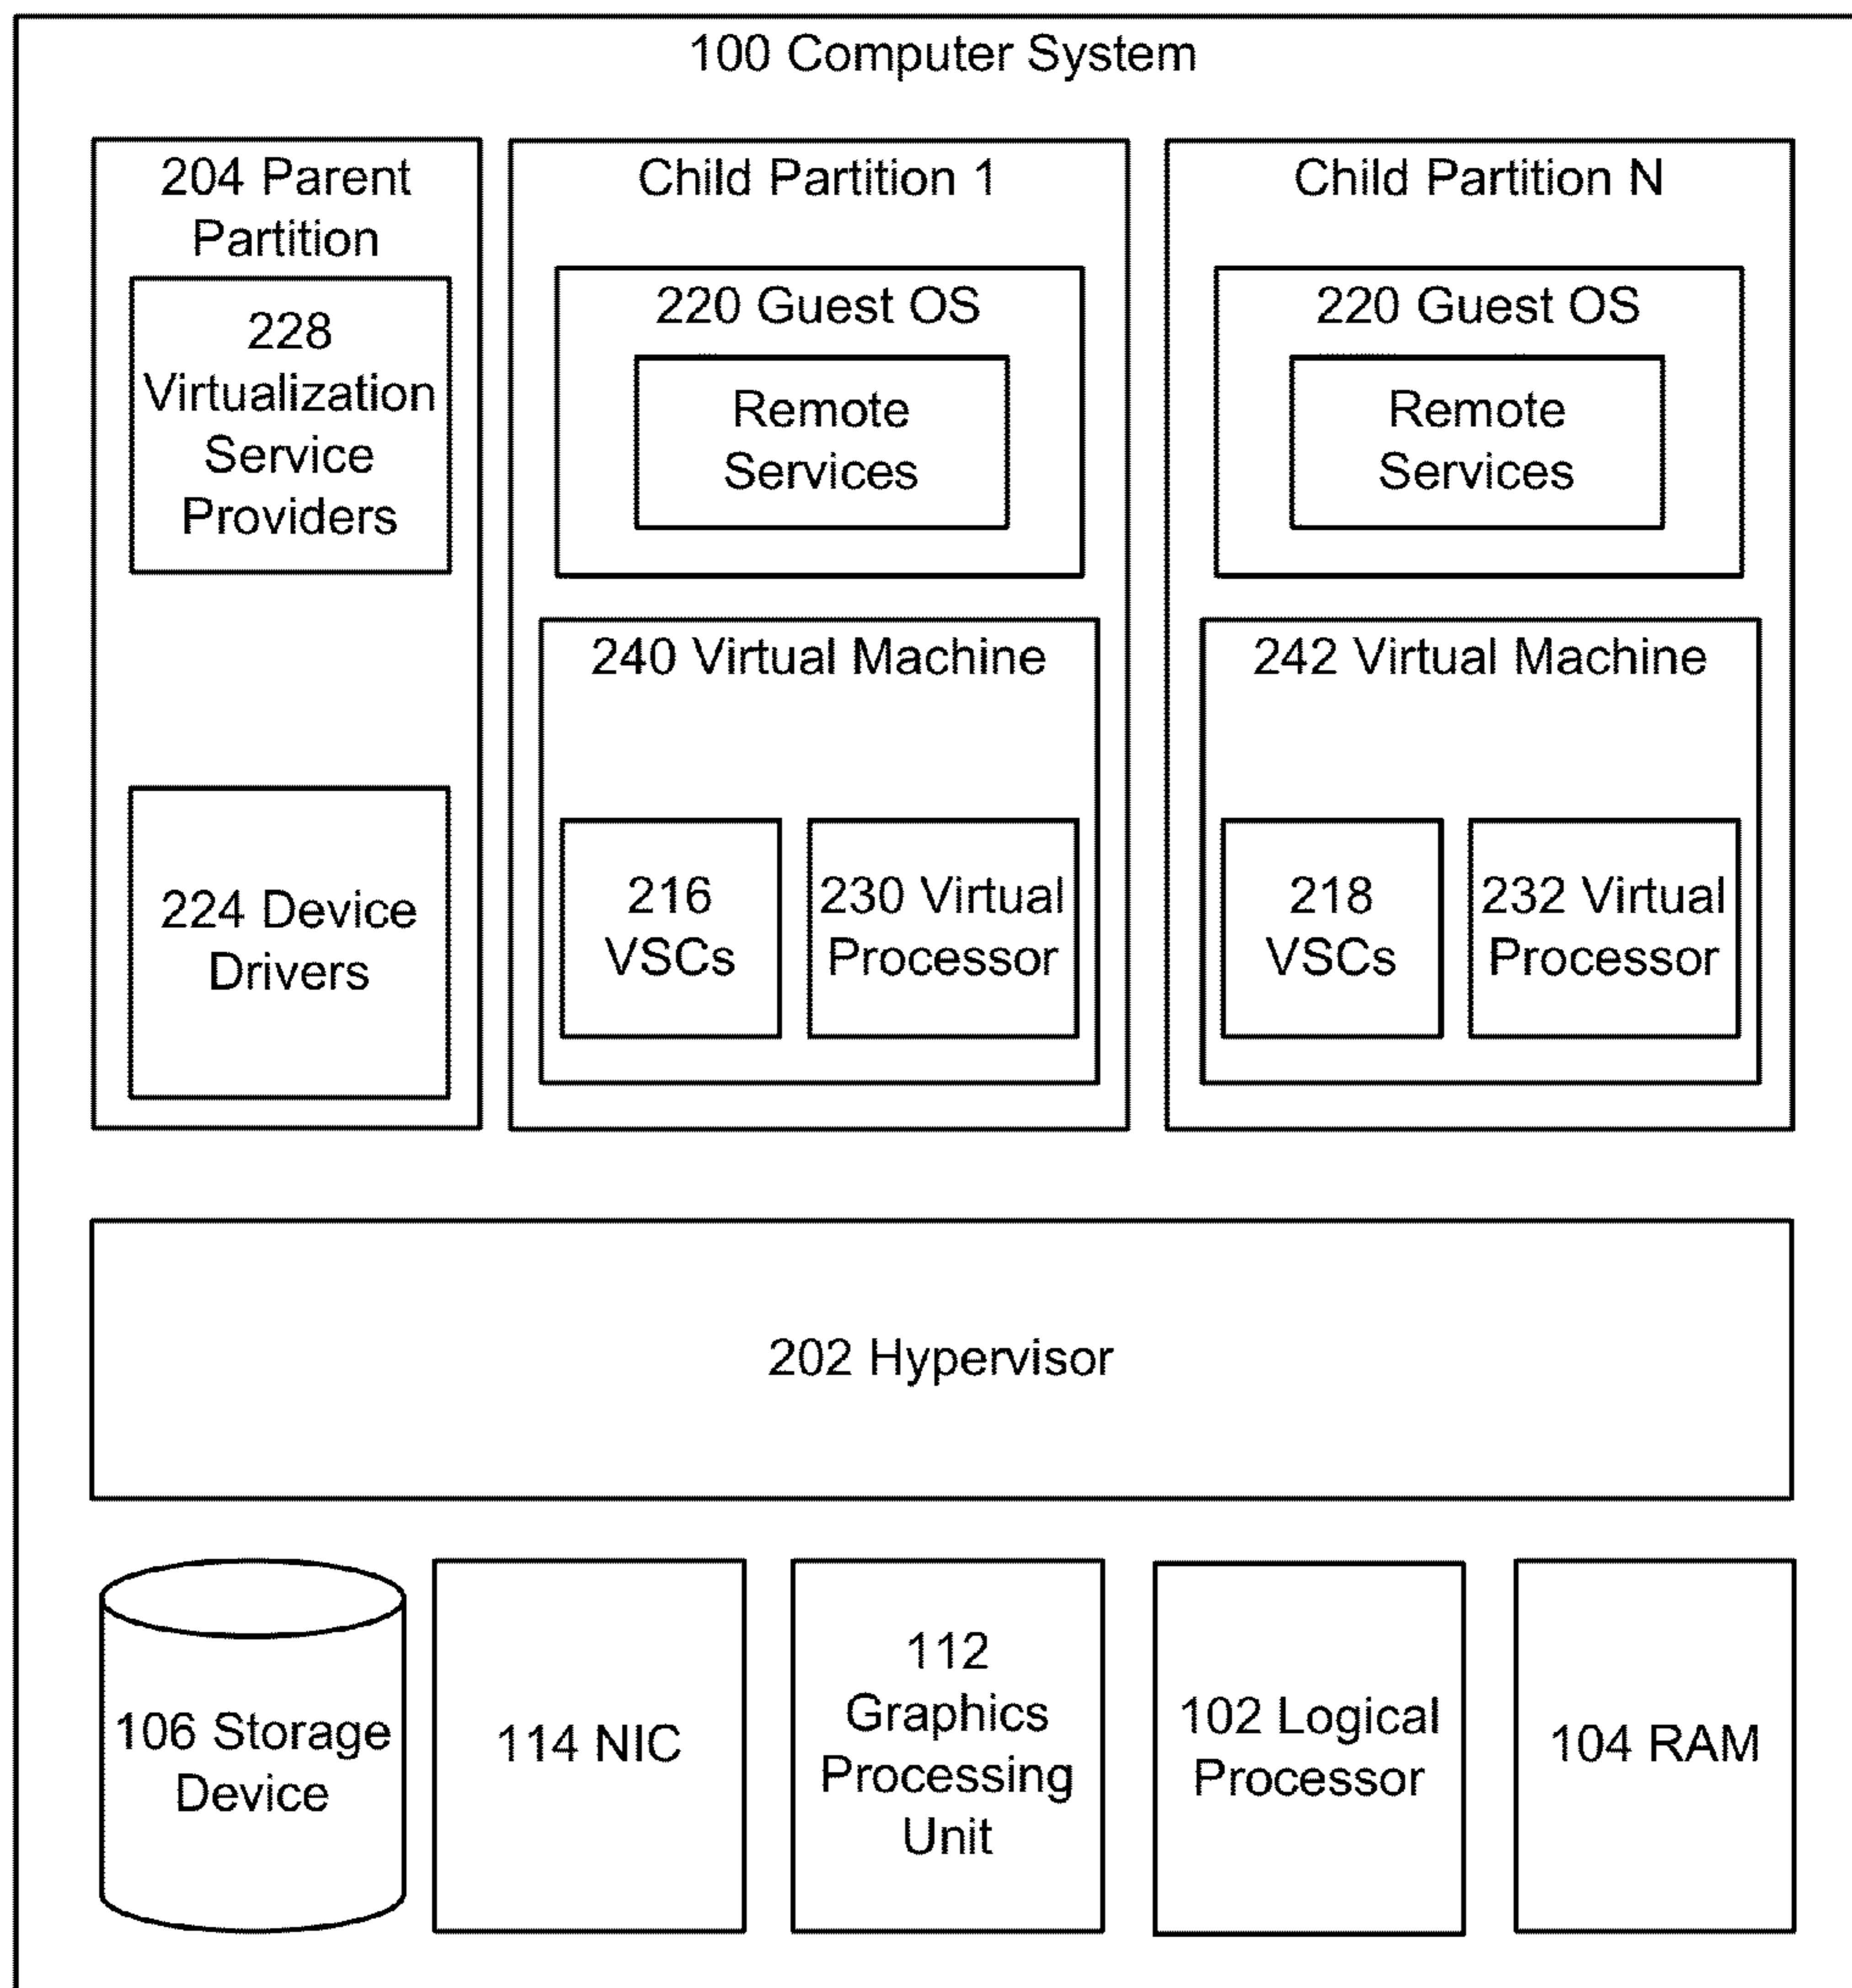 100 Computer System
204 Parent
Partition
228
Virtualization
Service
Providers
224 Device
Drivers
Child Partition 1
220 Guest OS
Remote
Services
240 Virtual Machine
216
VSCs
230 Virtual
Processor
Child Partition N
220 Guest OS
Remote
Services
242 Virtual Machine
218
VSCs
232 Virtual
Processor
202 Hypervisor
106 Storage
Device
114 NIC
112
Graphics
Processing
Unit
102 Logical
Processor
104 RAM